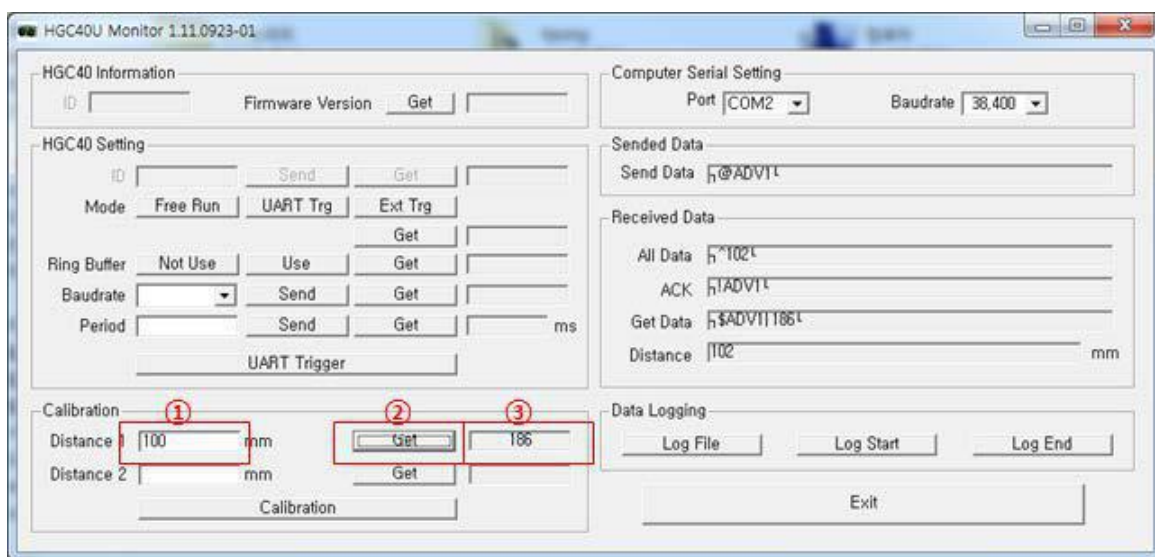 HGC40U Monitor 1.11.0923-01
HGC40 Information
ID Firmware Version Get
HGC40 Setting
ID Send Get
Mode Free Run UART Trg Ext Trg
Get
Ring Buffer Not Use Use Get
Baudrate Send Get
Period Send Get ms
UART Trigger
Calibration ① ② ③
Distance 1 100 mm Get 186
Distance 2 mm Get
Calibration
Computer Serial Setting
Port COM2 Baudrate 38,400
Sended Data
Send Data @ADV1
Received Data
All Data ^102
ACK !ADV1
Get Data $ADV1|186
Distance 102 mm
Data Logging
Log File Log Start Log End
Exit